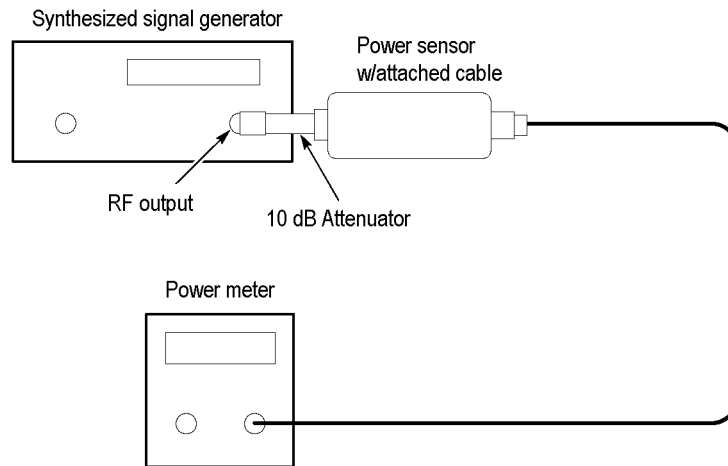 Synthesized signal generator
Power sensor
w/attached cable
RF output
10 dB Attenuator
Power meter